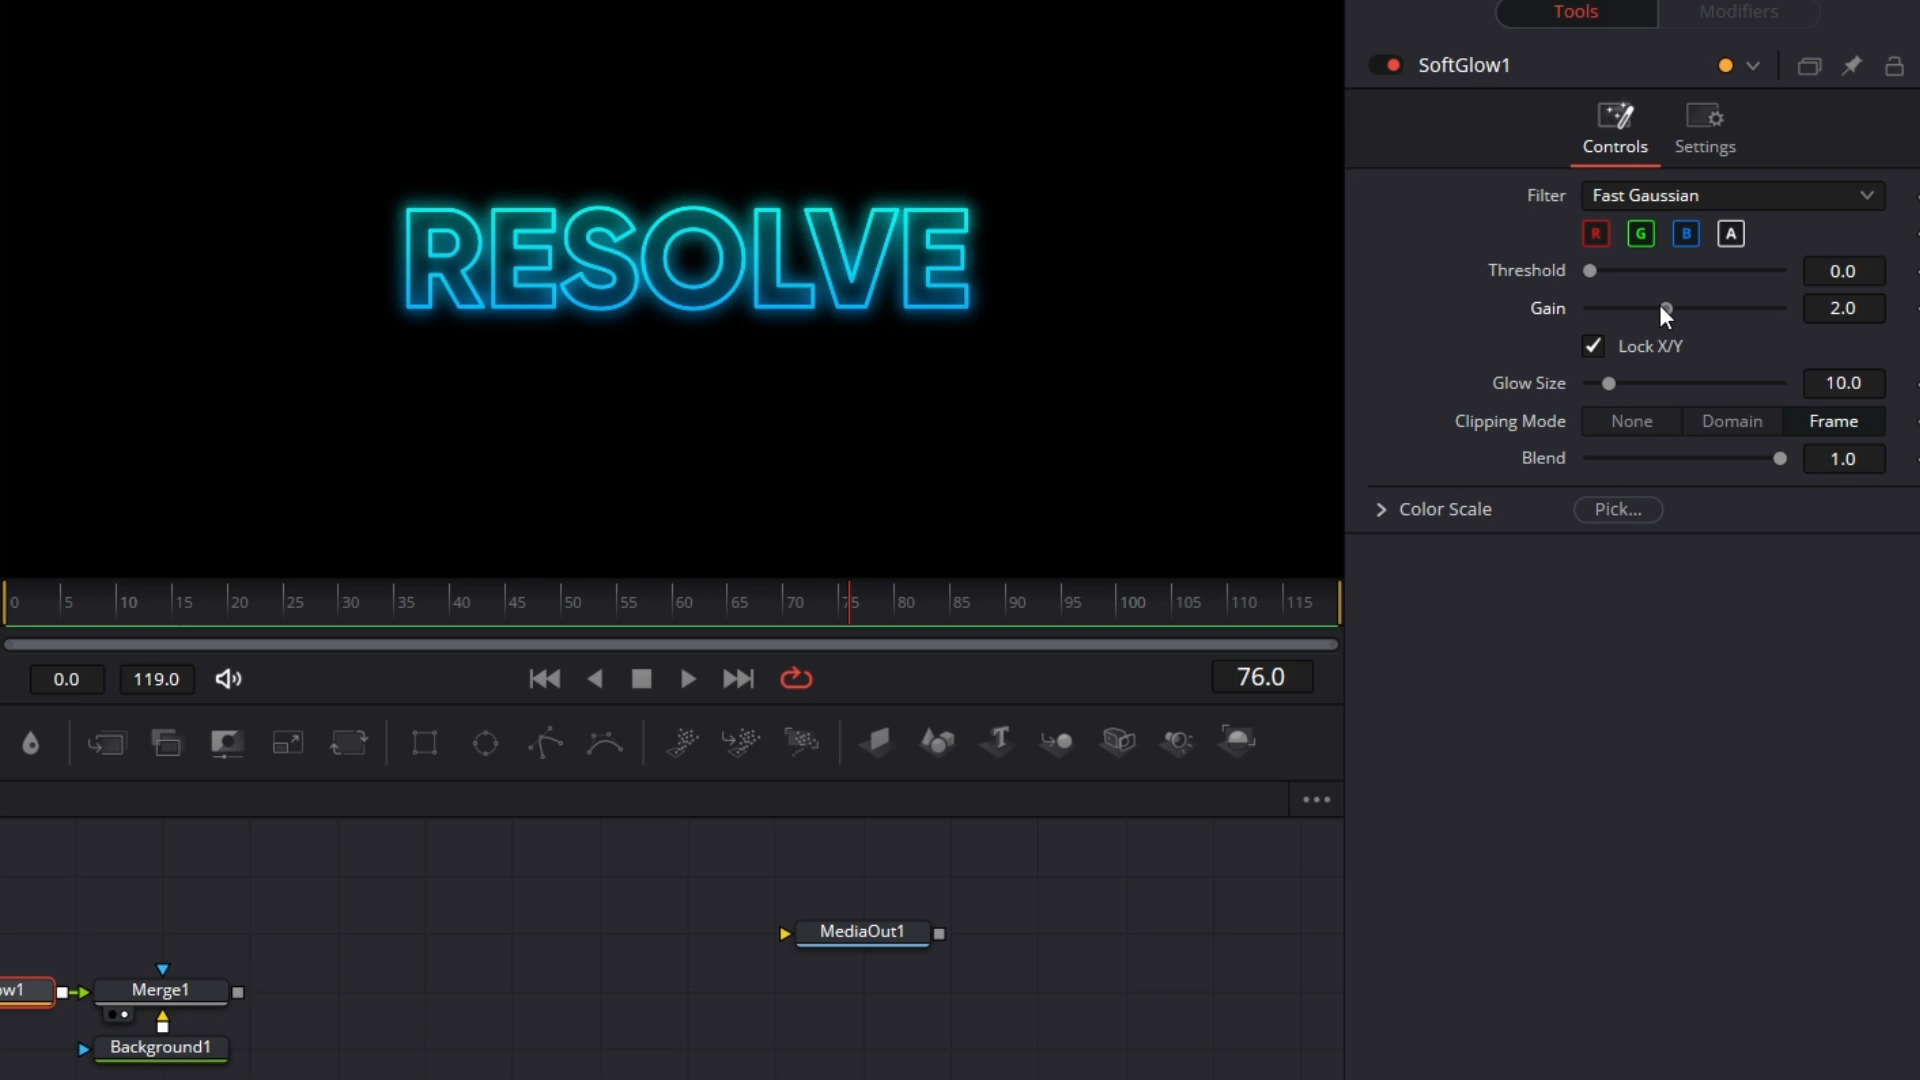 Tools Modifiers
SoftGlow1
Controls Settings
RESOLVE
Filter Fast Gaussian
R G B A
Threshold 0.0
Gain 2.0
Lock X/Y
Glow Size 10.0
Clipping Mode None Domain Frame
Blend 1.0
Color Scale Pick...
0 5 10 15 20 25 30 35 40 45 50 55 60 65 70 75 80 85 90 95 100 105 110 115
0.0 119.0 76.0
MediaOut1
ow1 Merge1
Background1